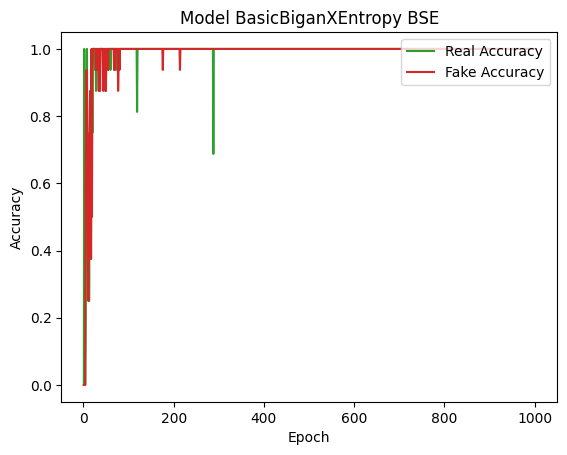 Model BasicBiganXEntropy BSE
1.0
0.8
0.6
0.4
0.2
0.0
Accuracy
Real Accuracy
Fake Accuracy
0 200 400 600 800 1000
Epoch